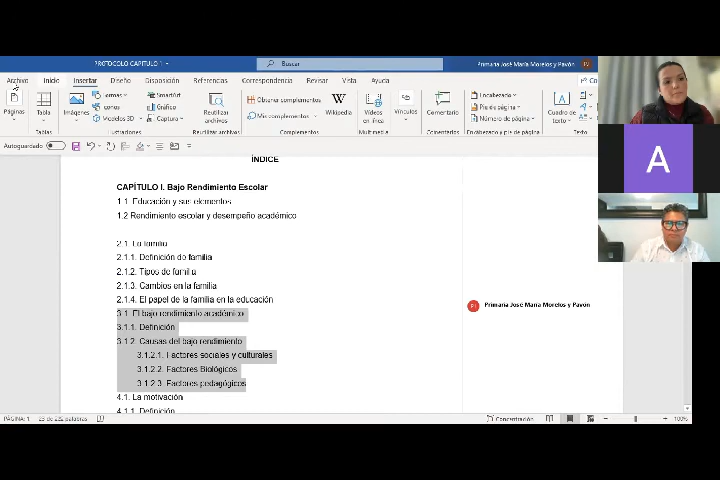 PROTOCOLO CAPITULO 1
Buscar
Primaria José María Morelos y Pavón
PJ
Archivo Inicio Insertar Diseño Disposición Referencias Correspondencia Revisar Vista Ayuda
Páginas
Tabla
Tablas
Imágenes
Formas
Iconos
Modelos 3D
SmartArt
Gráfico
Captura
Ilustraciones
Reutilizar archivos
Reutilizar archivos
Obtener complementos
Mis complementos
Wikipedia
Complementos
Vídeos en línea
Multimedia
Vínculos
Comentario
Comentarios
Encabezado
Pie de página
Número de página
Encabezado y pie de página
Cuadro de texto
Texto
Autoguardado
ÍNDICE
CAPÍTULO I. Bajo Rendimiento Escolar
1.1. Educación y sus elementos
1.2 Rendimiento escolar y desempeño académico
2.1. La familia
2.1.1. Definición de familia
2.1.2. Tipos de familia
2.1.3. Cambios en la familia
2.1.4. El papel de la familia en la educación
3.1. El bajo rendimiento académico
3.1.1. Definición
3.1.2. Causas del bajo rendimiento
3.1.2.1. Factores sociales y culturales
3.1.2.2. Factores Biológicos
3.1.2.3. Factores pedagógicos
4.1. La motivación
4.1.1. Definición
PJ Primaria José María Morelos y Pavón
A
PÁGINA: 1
Concentración
100%